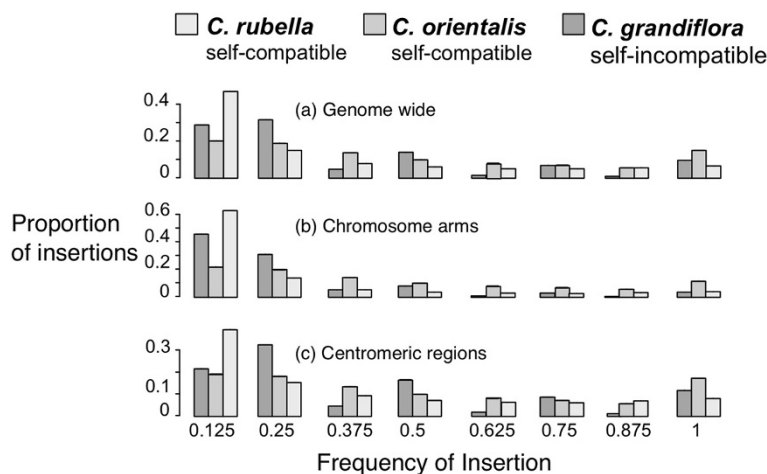 C. rubella C. orientalis C. grandiflora
self-compatible self-compatible self-incompatible
(a) Genome wide
0.4
0.2
0
(b) Chromosome arms
0.6
0.4
0.2
0
(c) Centromeric regions
0.3
0.1
0
Proportion
of insertions
0.125 0.25 0.375 0.5 0.625 0.75 0.875 1
Frequency of Insertion